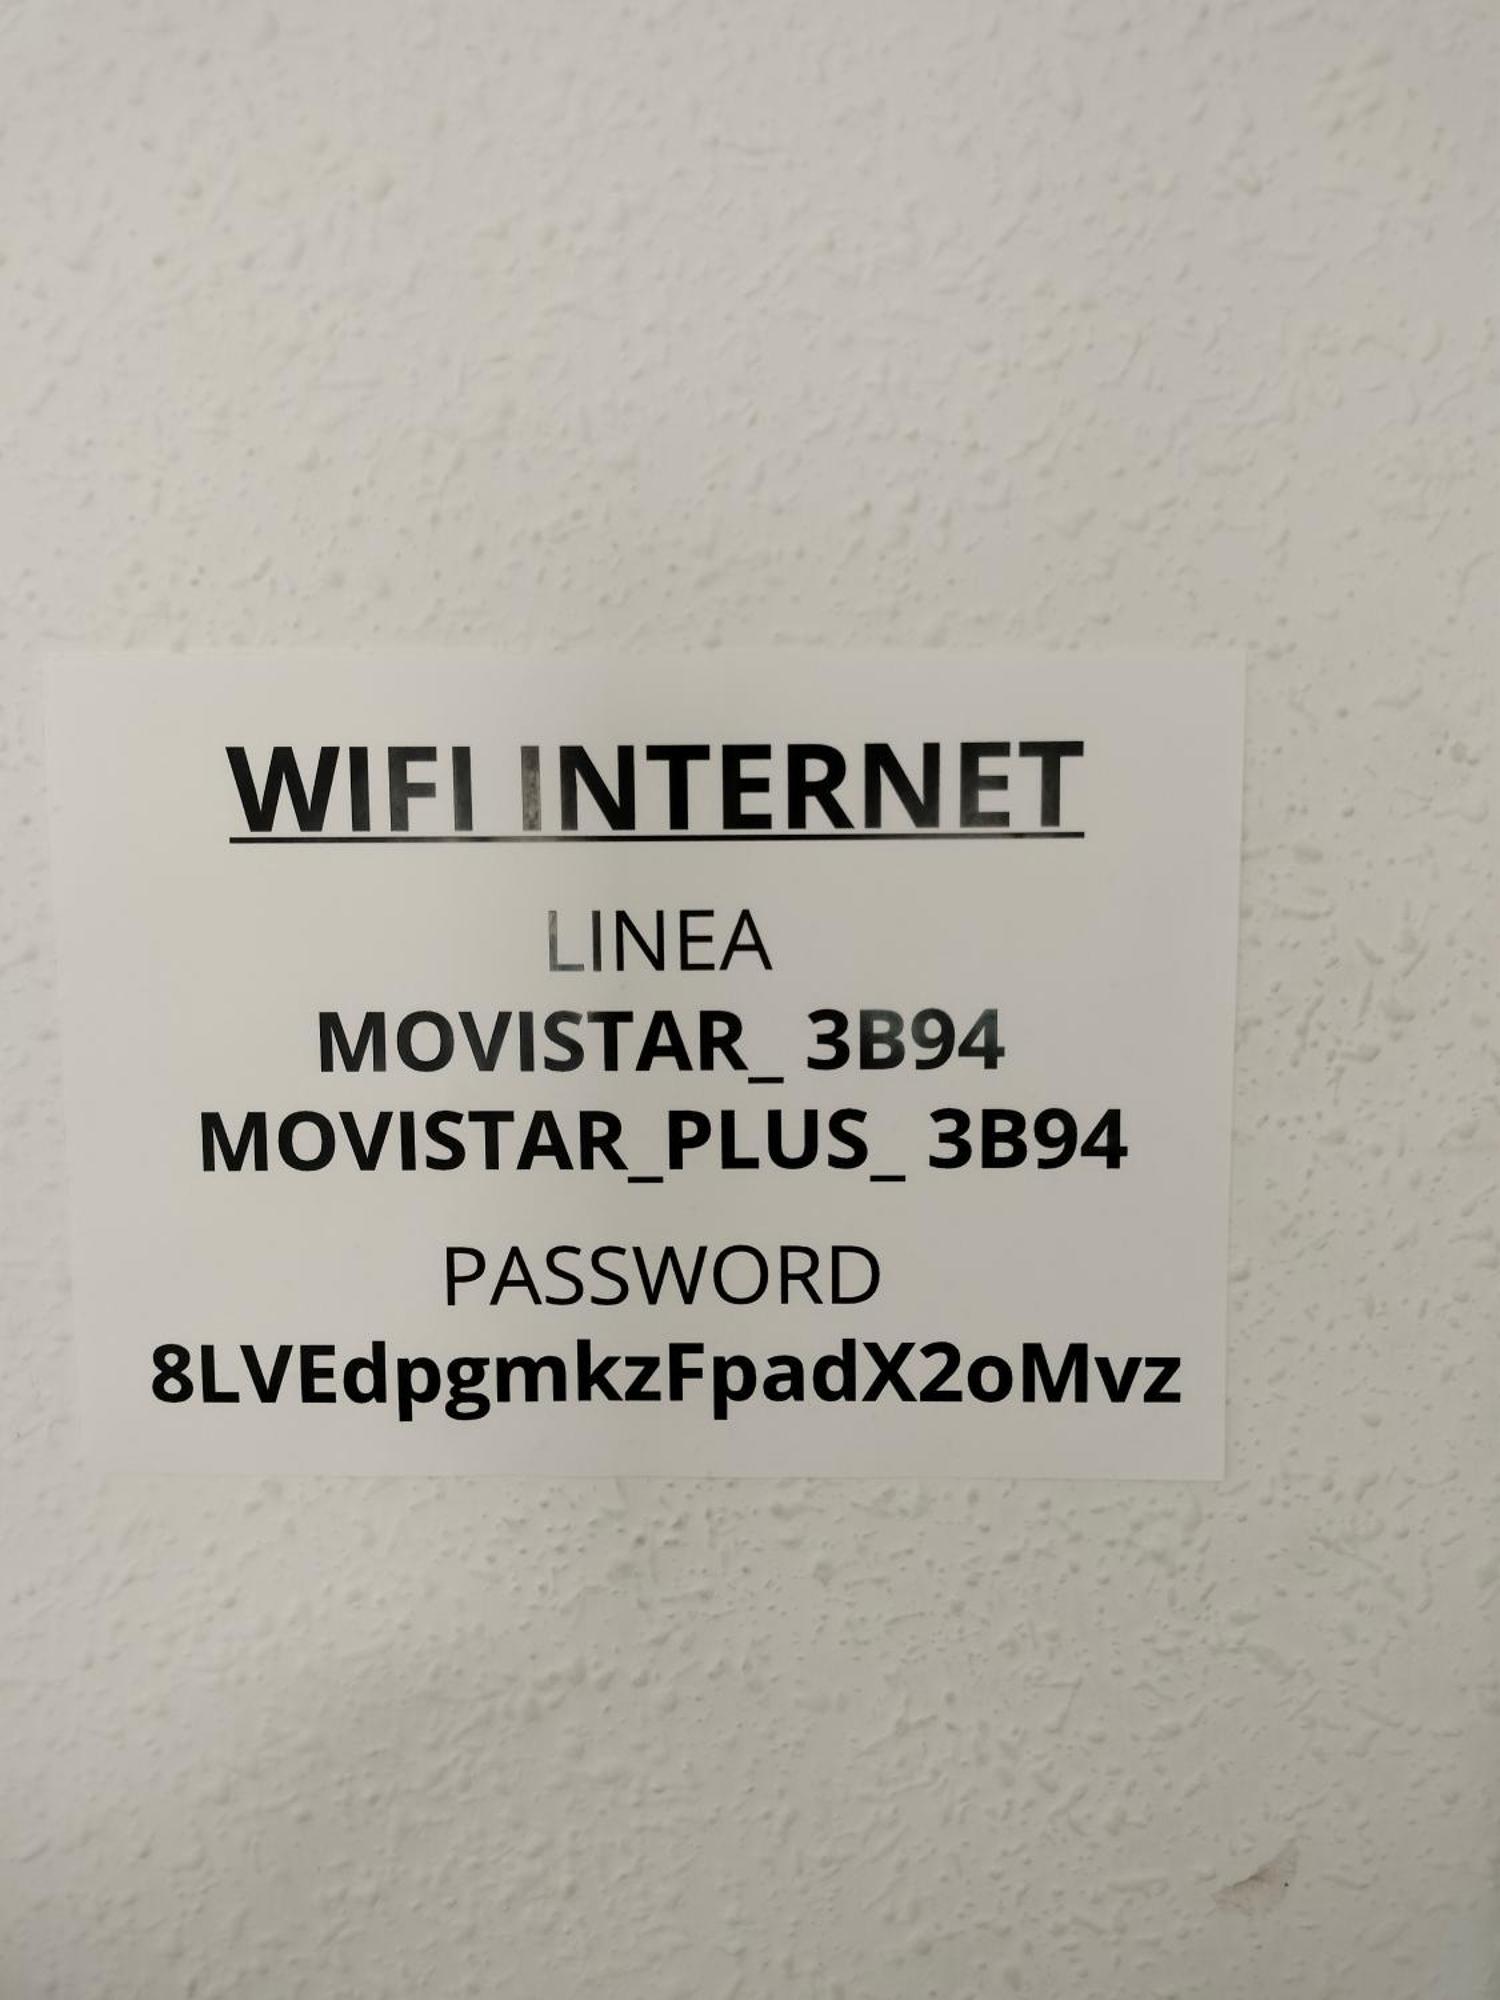 WIFI INTERNET
LINEA
MOVISTAR_ 3B94
MOVISTAR_PLUS_ 3B94
PASSWORD
8LVEdpgmkzFpadX2oMvz